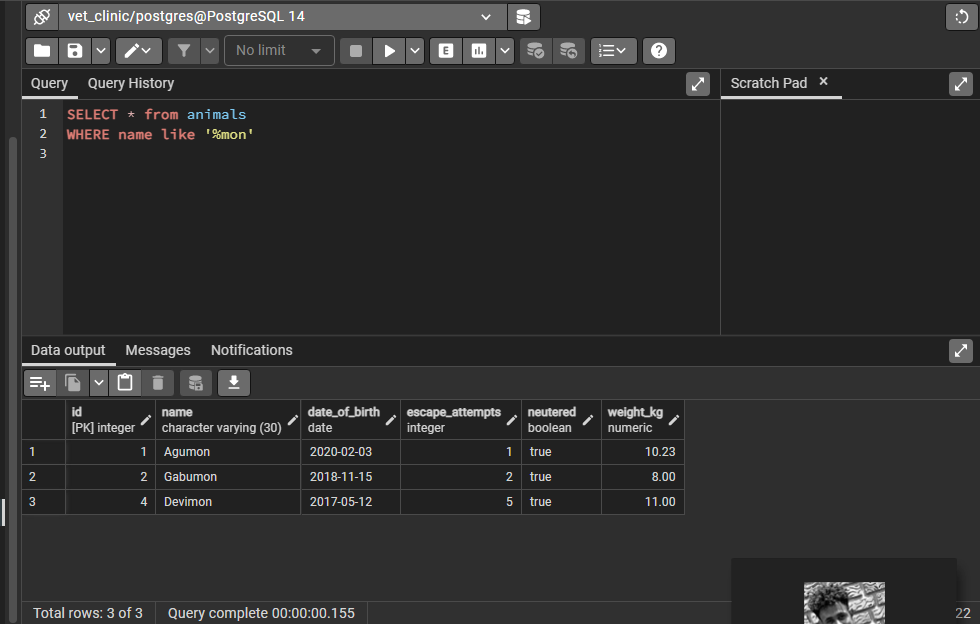 vet_clinic/postgres@PostgreSQL 14
No limit
E
Query Query History
Scratch Pad ×
1 SELECT * from animals
2 WHERE name like '%mon'
3
Data output Messages Notifications
id name date_of_birth escape_attempts neutered weight_kg
[PK] integer character varying (30) date integer boolean numeric
1 1 Agumon 2020-02-03 1 true 10.23
2 2 Gabumon 2018-11-15 2 true 8.00
3 4 Devimon 2017-05-12 5 true 11.00
Total rows: 3 of 3 Query complete 00:00:00.155 22